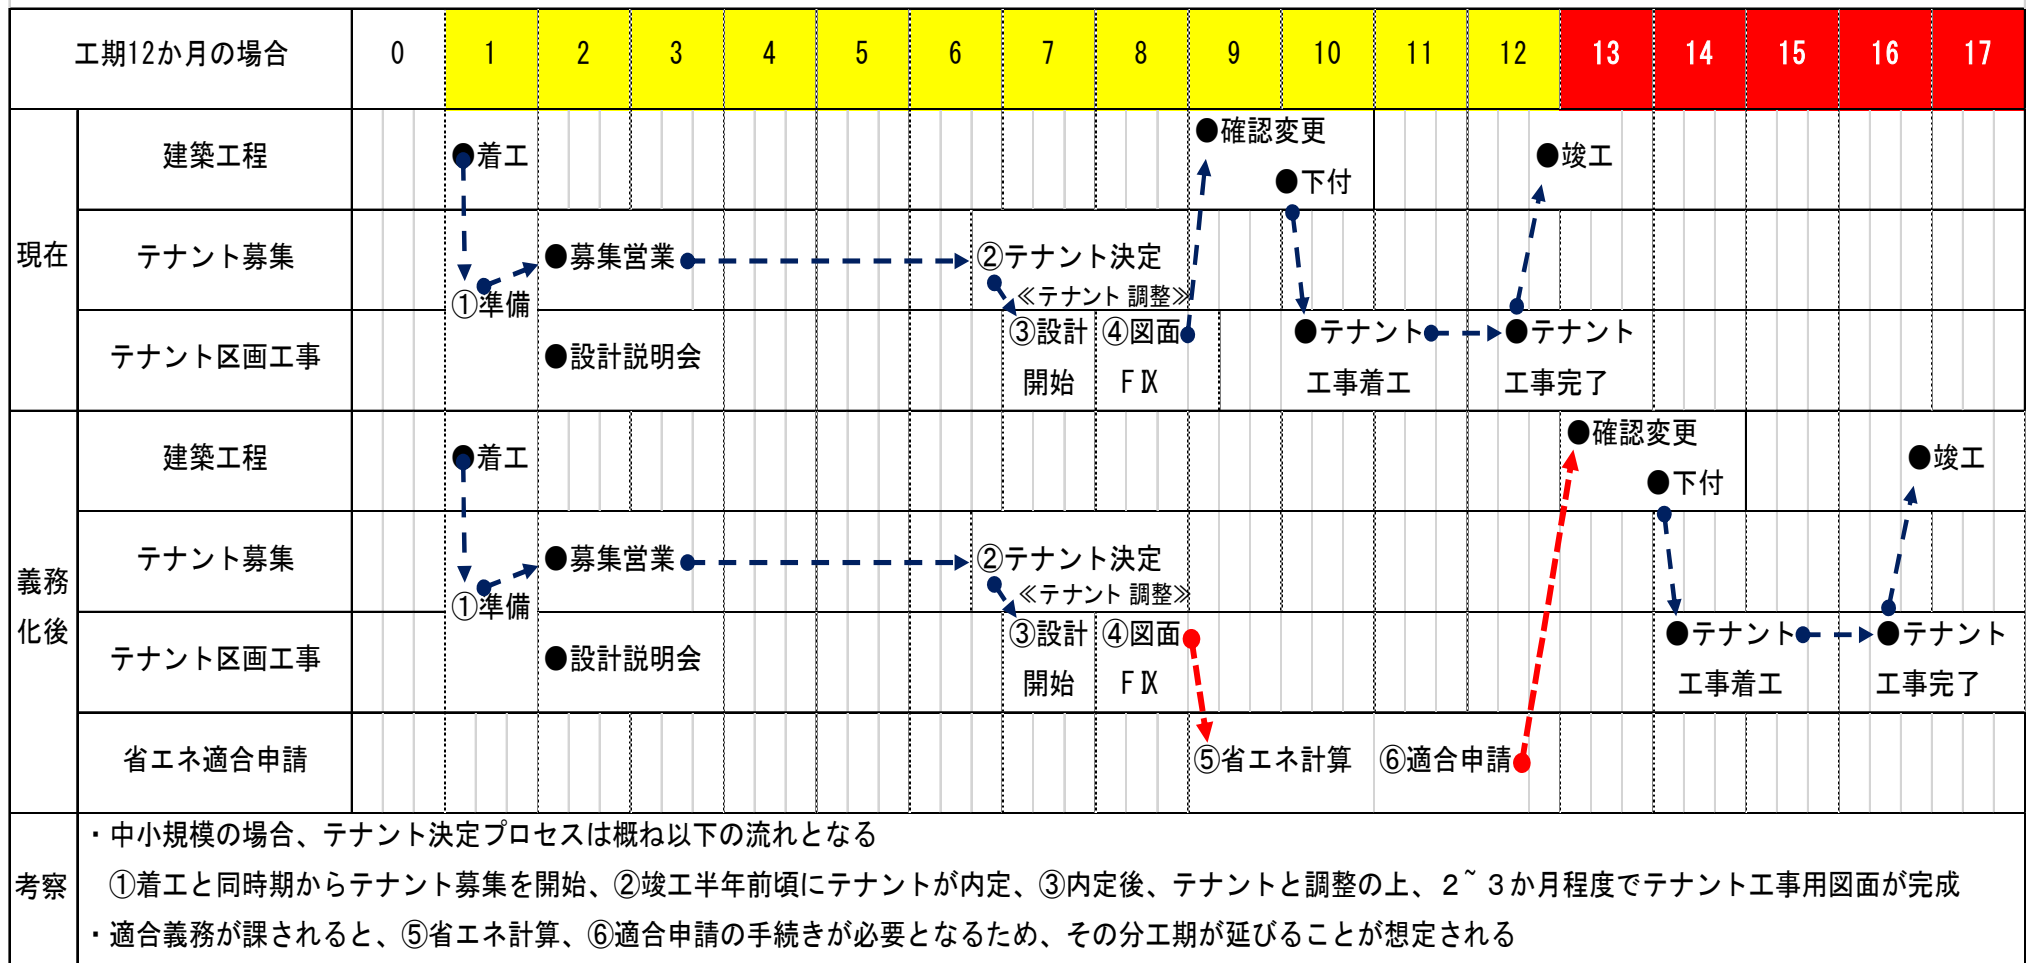 工期12か月の場合 0 1 2 3 4 5 6 7 8 9 10 11 12 13 14 15 16 17
現在
建築工程
●着工
●確認変更
●下付
●竣工
テナント募集
①準備
●募集営業
②テナント決定
≪テナント調整≫
テナント区画工事
●設計説明会
③設計
開始
④図面
FIX
●テナント
工事着工
●テナント
工事完了
義務
化後
建築工程
●着工
●確認変更
●下付
●竣工
テナント募集
①準備
●募集営業
②テナント決定
≪テナント調整≫
テナント区画工事
●設計説明会
③設計
開始
④図面
FIX
●テナント
工事着工
●テナント
工事完了
省エネ適合申請
⑤省エネ計算
⑥適合申請
考察
・中小規模の場合、テナント決定プロセスは概ね以下の流れとなる
①着工と同時期からテナント募集を開始、②竣工半年前頃にテナントが内定、③内定後、テナントと調整の上、2~3か月程度でテナント工事用図面が完成
・適合義務が課されると、⑤省エネ計算、⑥適合申請の手続きが必要となるため、その分工期が延びることが想定される